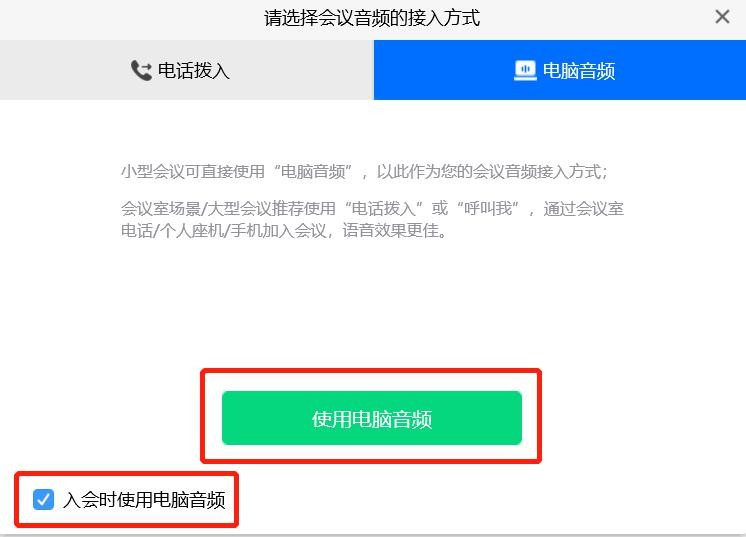 请选择会议音频的接入方式
电话拨入
电脑音频
小型会议可直接使用“电脑音频”，以此作为您的会议音频接入方式；
会议室场景/大型会议推荐使用“电话拨入”或“呼叫我”，通过会议室
电话/个人座机/手机加入会议，语音效果更佳。
使用电脑音频
入会时使用电脑音频